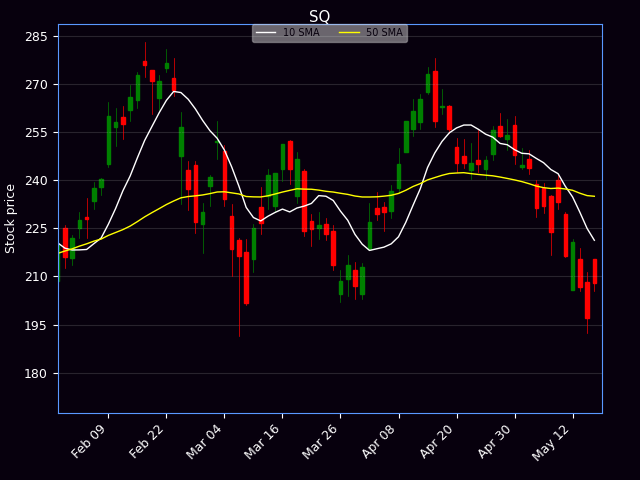 SQ
10 SMA
50 SMA
Stock price
285
270
255
240
225
210
195
180
Feb 09
Feb 22
Mar 04
Mar 16
Mar 26
Apr 08
Apr 20
Apr 30
May 12